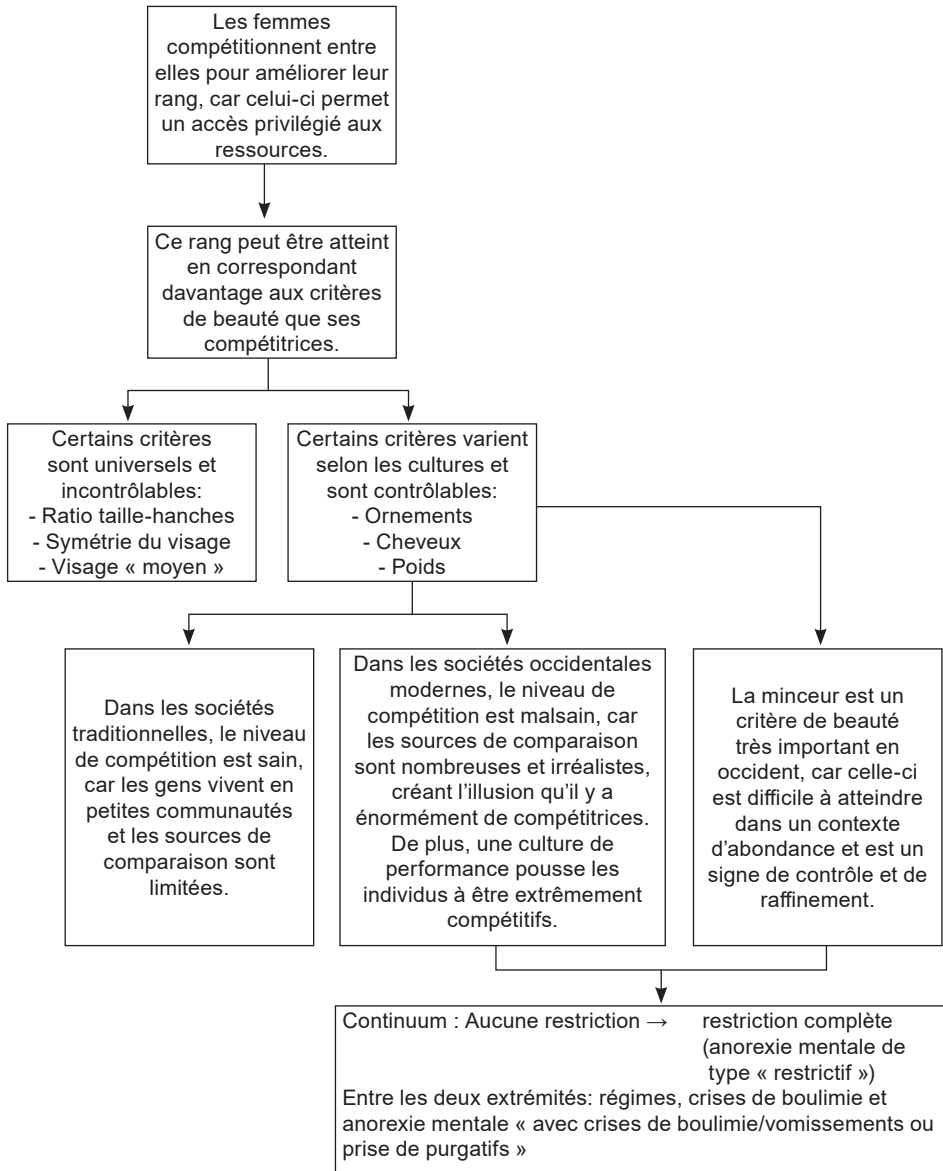 Les femmes
compétitionnent entre
elles pour améliorer leur
rang, car celui-ci permet
un accès privilégié aux
ressources.
Ce rang peut être atteint
en correspondant
davantage aux critères
de beauté que ses
compétitrices.
Certains critères
sont universels et
incontrôlables:
- Ratio taille-hanches
- Symétrie du visage
- Visage « moyen »
Certains critères varient
selon les cultures et
sont contrôlables:
- Ornements
- Cheveux
- Poids
Dans les sociétés
traditionnelles, le niveau
de compétition est sain,
car les gens vivent en
petites communautés
et les sources de
comparaison sont
limitées.
Dans les sociétés occidentales
modernes, le niveau de
compétition est malsain, car
les sources de comparaison
sont nombreuses et irréalistes,
créant l’illusion qu’il y a
énormément de compétitrices.
De plus, une culture de
performance pousse les
individus à être extrêmement
compétitifs.
La minceur est un
critère de beauté
très important en
occident, car celle-ci
est difficile à atteindre
dans un contexte
d’abondance et est un
signe de contrôle et de
raffinement.
Continuum : Aucune restriction → restriction complète
(anorexie mentale de
type « restrictif »)
Entre les deux extrémités: régimes, crises de boulimie et
anorexie mentale « avec crises de boulimie/vomissements ou
prise de purgatifs »